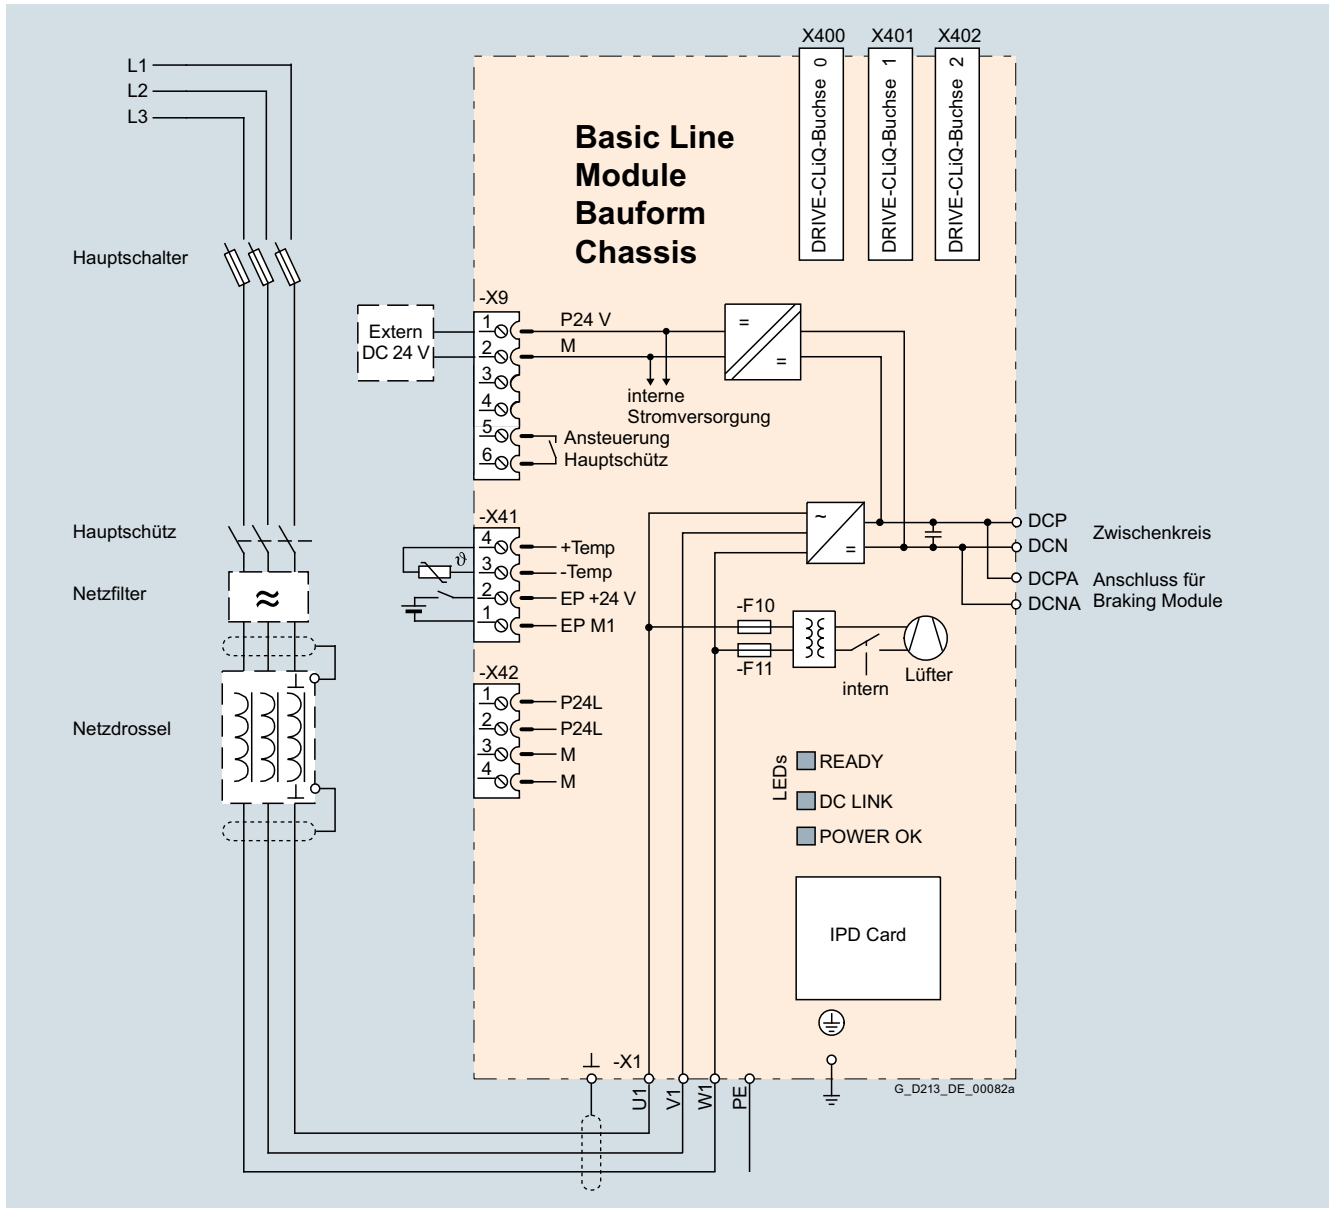 X400
X401
X402
L1
L2
L3
DRIVE-CLiQ-Buchse 0
DRIVE-CLiQ-Buchse 1
DRIVE-CLiQ-Buchse 2
Basic Line
Module
Bauform
Chassis
Hauptschalter
-X9
Extern
DC 24 V
1
2
3
4
5
6
P24 V
M
=
=
interne
Stromversorgung
Ansteuerung
Hauptschütz
Hauptschütz
Netzfilter
≈
-X41
4
3
2
1
ϑ
+Temp
-Temp
EP +24 V
EP M1
~
=
DCP
DCN
Zwischenkreis
DCPA
DCNA
Anschluss für
Braking Module
-F10
-F11
intern
Lüfter
-X42
1
2
3
4
P24L
P24L
M
M
Netzdrossel
LEDs
READY
DC LINK
POWER OK
IPD Card
-X1
U1
V1
W1
PE
G_D213_DE_00082a